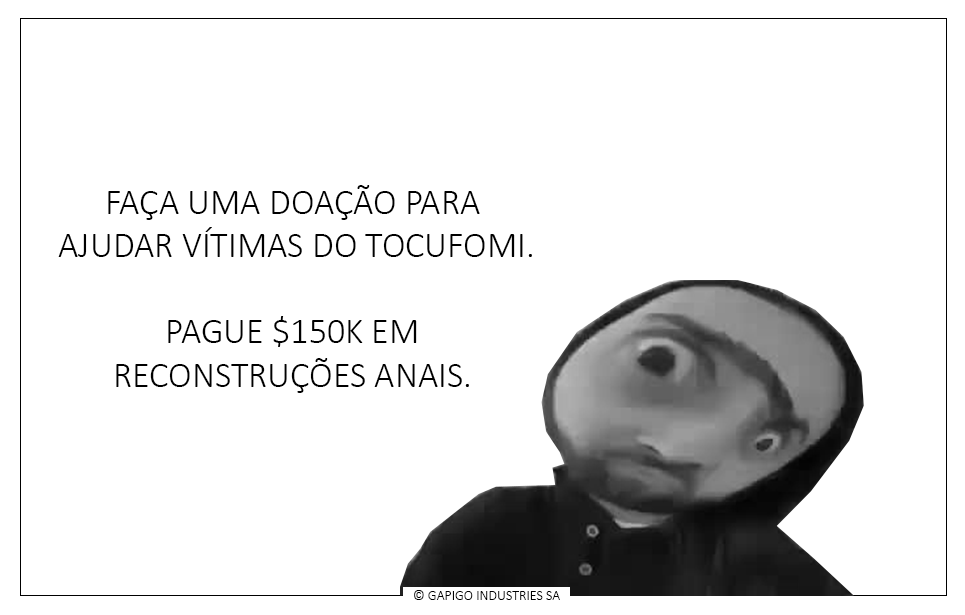 FAÇA UMA DOAÇÃO PARA
AJUDAR VÍTIMAS DO TOCUFOMI.
PAGUE $150K EM
RECONSTRUÇÕES ANAIS.
© GAPIGO INDUSTRIES SA